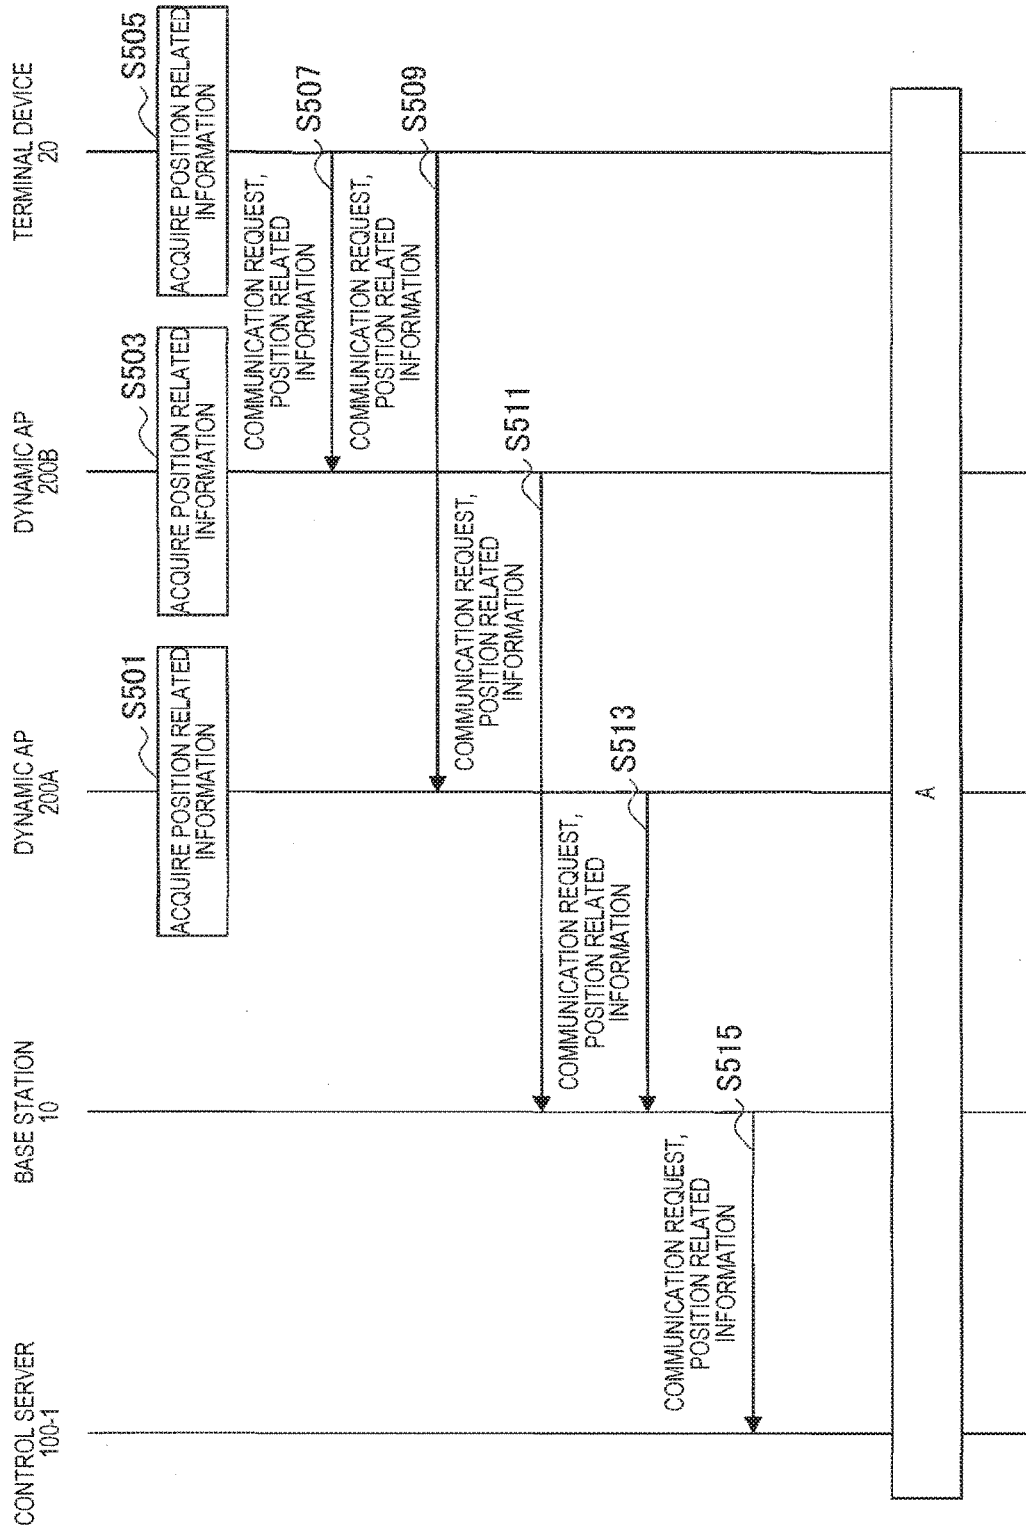 CONTROL SERVER
100-1
BASE STATION
10
DYNAMIC AP
200A
DYNAMIC AP
200B
TERMINAL DEVICE
20
S501
ACQUIRE POSITION RELATED
INFORMATION
S503
ACQUIRE POSITION RELATED
INFORMATION
S505
ACQUIRE POSITION RELATED
INFORMATION
COMMUNICATION REQUEST,
POSITION RELATED
INFORMATION
S507
COMMUNICATION REQUEST,
POSITION RELATED
INFORMATION
S509
COMMUNICATION REQUEST,
POSITION RELATED
INFORMATION
S511
COMMUNICATION REQUEST,
POSITION RELATED
INFORMATION
S513
COMMUNICATION REQUEST,
POSITION RELATED
INFORMATION
S515
A